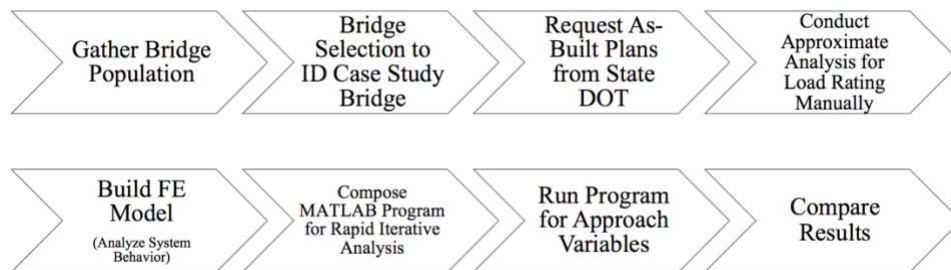 Gather Bridge
Population
Bridge
Selection to
ID Case Study
Bridge
Request As-
Built Plans
from State
DOT
Conduct
Approximate
Analysis for
Load Rating
Manually
Build FE
Model
(Analyze System
Behavior)
Compose
MATLAB Program
for Rapid Iterative
Analysis
Run Program
for Approach
Variables
Compare
Results